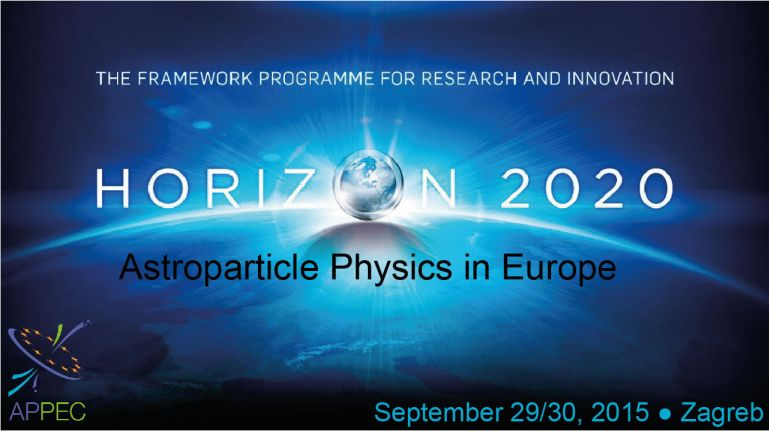 THE FRAMEWORK PROGRAMME FOR RESEARCH AND INNOVATION
HORIZON 2020
Astroparticle Physics in Europe
APPEC
September 29/30, 2015 ● Zagreb